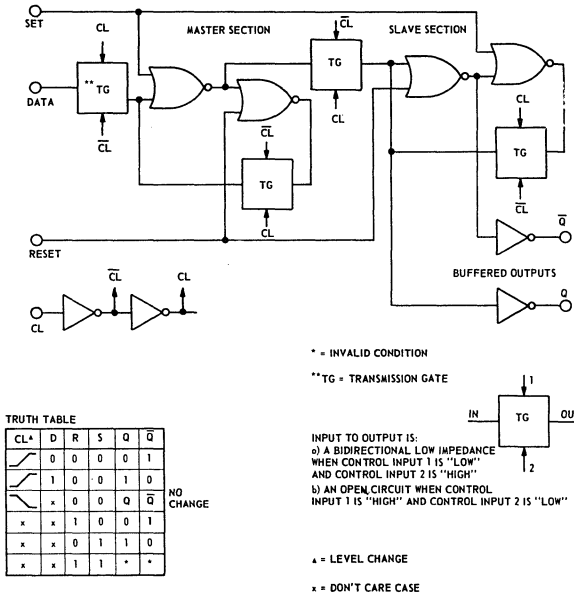 SET
CL
MASTER SECTION
C̅L̅
SLAVE SECTION
** TG
TG
DATA
C̅L̅
CL
C̅L̅
CL
TG
TG
CL
C̅L̅
RESET
Q̅
C̅L̅
CL
BUFFERED OUTPUTS
CL
Q
* = INVALID CONDITION
**TG = TRANSMISSION GATE
1
IN
TG
OU
2
INPUT TO OUTPUT IS:
a) A BIDIRECTIONAL LOW IMPEDANCE
WHEN CONTROL INPUT 1 IS "LOW"
AND CONTROL INPUT 2 IS "HIGH"
b) AN OPEN CIRCUIT WHEN CONTROL
INPUT 1 IS "HIGH" AND CONTROL INPUT 2 IS "LOW"
TRUTH TABLE
CL▲ D R S Q Q̅
0 0 0 0 1
1 0 0 1 0
x 0 0 Q Q̅
NO
CHANGE
x x 1 0 0 1
x x 0 1 1 0
x x 1 1 * *
▲ = LEVEL CHANGE
x = DON'T CARE CASE